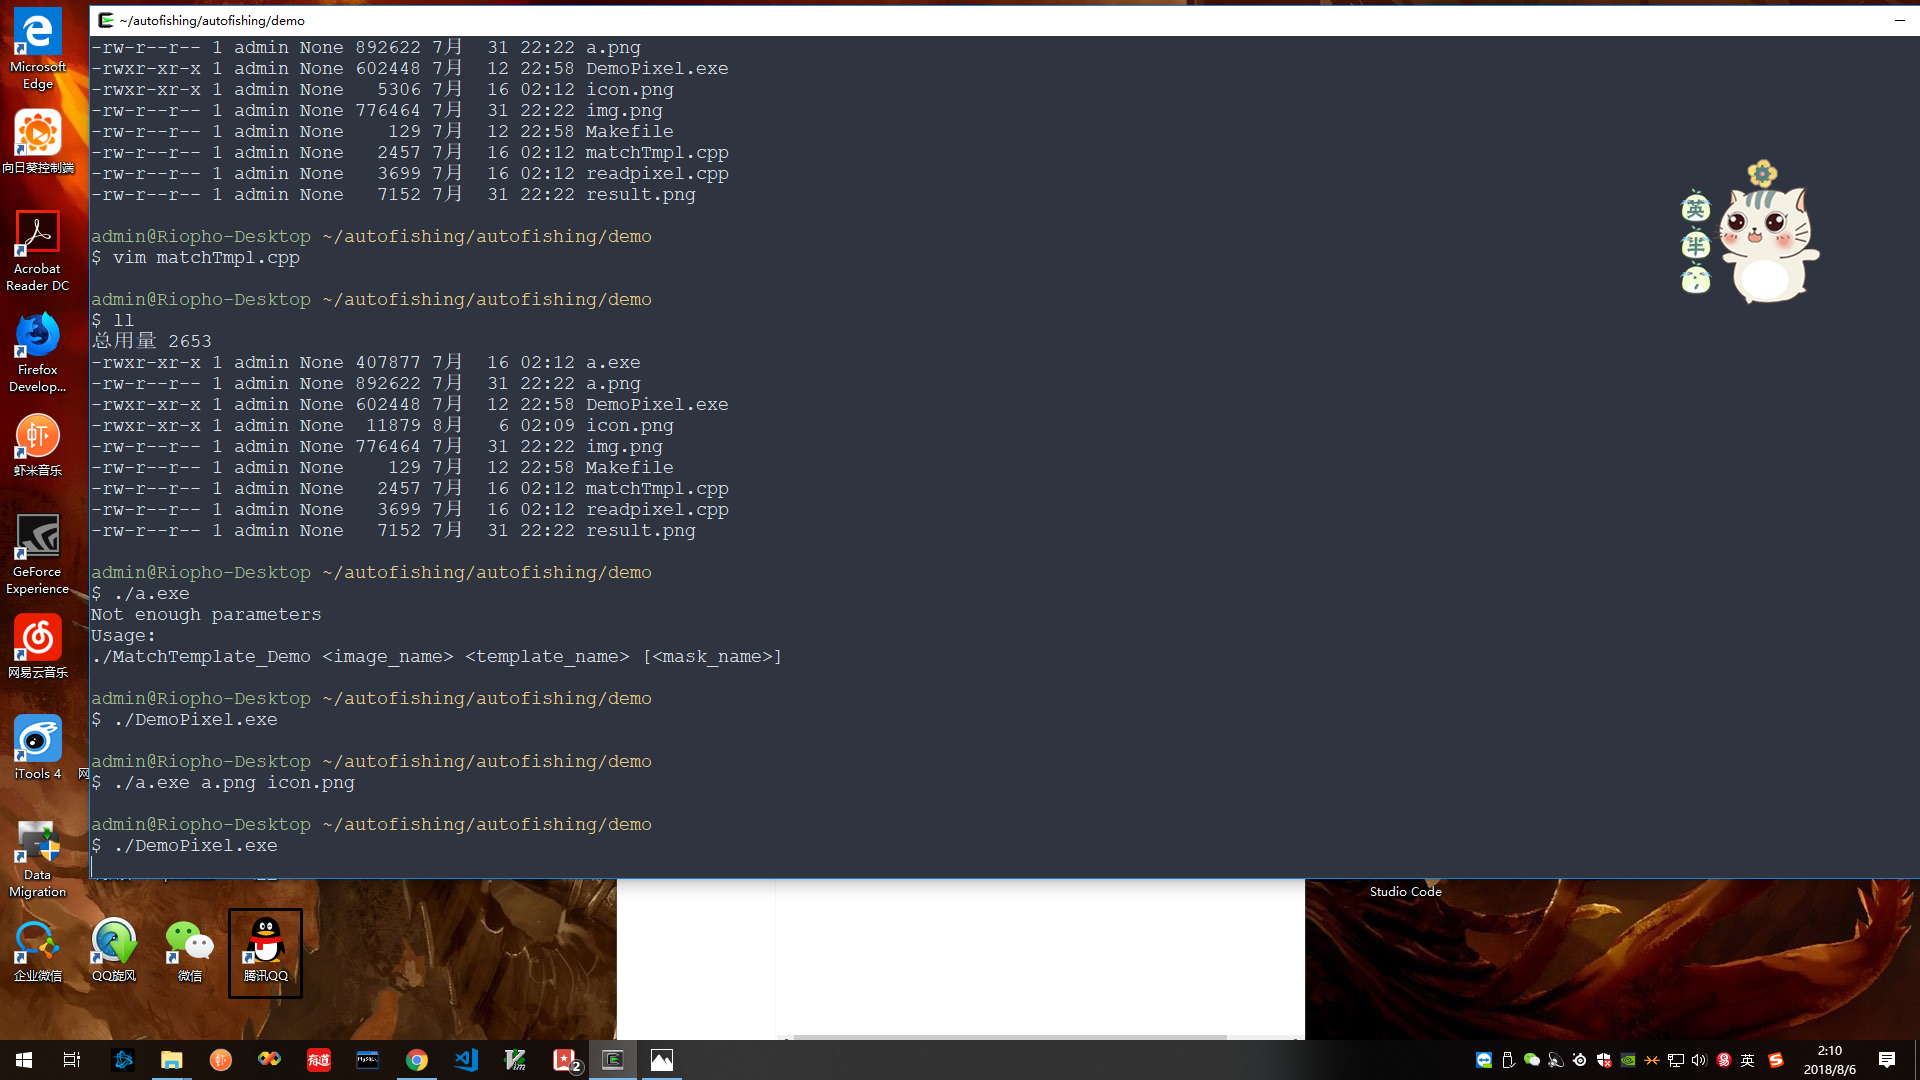 ~/autofishing/autofishing/demo
-rw-r--r-- 1 admin None 892622 7月  31 22:22 a.png
-rwxr-xr-x 1 admin None 602448 7月  12 22:58 DemoPixel.exe
-rwxr-xr-x 1 admin None   5306 7月  16 02:12 icon.png
-rw-r--r-- 1 admin None 776464 7月  31 22:22 img.png
-rw-r--r-- 1 admin None    129 7月  12 22:58 Makefile
-rw-r--r-- 1 admin None   2457 7月  16 02:12 matchTmpl.cpp
-rw-r--r-- 1 admin None   3699 7月  16 02:12 readpixel.cpp
-rw-r--r-- 1 admin None   7152 7月  31 22:22 result.png
admin@Riopho-Desktop ~/autofishing/autofishing/demo
$ vim matchTmpl.cpp
admin@Riopho-Desktop ~/autofishing/autofishing/demo
$ ll
总用量 2653
-rwxr-xr-x 1 admin None 407877 7月  16 02:12 a.exe
-rw-r--r-- 1 admin None 892622 7月  31 22:22 a.png
-rwxr-xr-x 1 admin None 602448 7月  12 22:58 DemoPixel.exe
-rwxr-xr-x 1 admin None  11879 8月   6 02:09 icon.png
-rw-r--r-- 1 admin None 776464 7月  31 22:22 img.png
-rw-r--r-- 1 admin None    129 7月  12 22:58 Makefile
-rw-r--r-- 1 admin None   2457 7月  16 02:12 matchTmpl.cpp
-rw-r--r-- 1 admin None   3699 7月  16 02:12 readpixel.cpp
-rw-r--r-- 1 admin None   7152 7月  31 22:22 result.png
admin@Riopho-Desktop ~/autofishing/autofishing/demo
$ ./a.exe
Not enough parameters
Usage:
./MatchTemplate_Demo <image_name> <template_name> [<mask_name>]
admin@Riopho-Desktop ~/autofishing/autofishing/demo
$ ./DemoPixel.exe
admin@Riopho-Desktop ~/autofishing/autofishing/demo
$ ./a.exe a.png icon.png
admin@Riopho-Desktop ~/autofishing/autofishing/demo
$ ./DemoPixel.exe
Microsoft
Edge
向日葵控制端
Acrobat
Reader DC
Firefox
Develop...
虾
虾米音乐
GeForce
Experience
网易云音乐
iTools 4
网
Data
Migration
企业微信
QQ旋风
微信
腾讯QQ
Studio Code
英
半
虾
有道
MySQL
Vim
2
英
2:10
2018/8/6